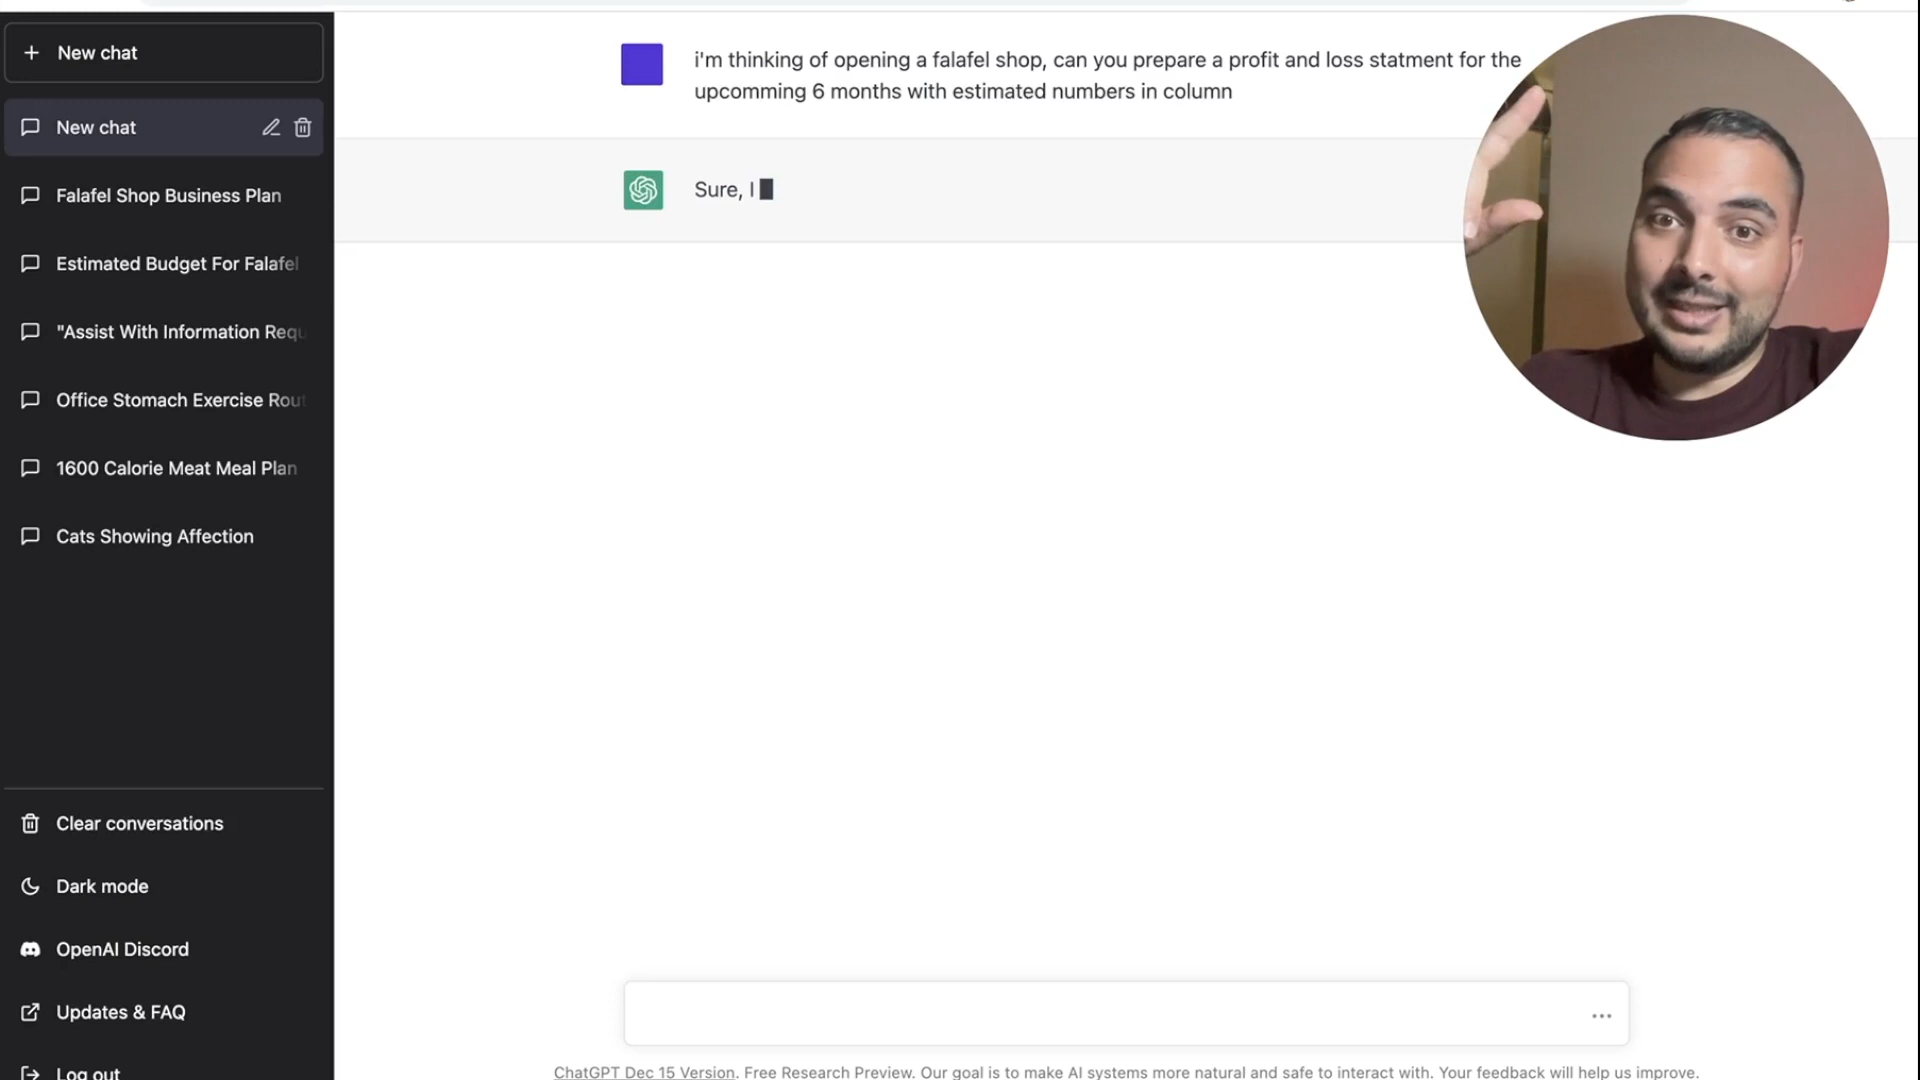 New chat
New chat
Falafel Shop Business Plan
Estimated Budget For Falafel
"Assist With Information Requ
Office Stomach Exercise Rout
1600 Calorie Meat Meal Plan
Cats Showing Affection
Clear conversations
Dark mode
OpenAI Discord
Updates & FAQ
Log out
i'm thinking of opening a falafel shop, can you prepare a profit and loss statment for the
upcomming 6 months with estimated numbers in column
Sure, I
ChatGPT Dec 15 Version. Free Research Preview. Our goal is to make AI systems more natural and safe to interact with. Your feedback will help us improve.